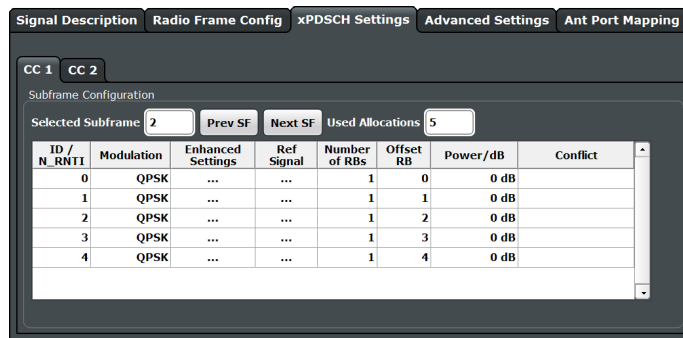 Signal Description Radio Frame Config xPDSCH Settings Advanced Settings Ant Port Mapping
CC 1 CC 2
Subframe Configuration
Selected Subframe 2 Prev SF Next SF Used Allocations 5
ID / N_RNTI Modulation Enhanced Settings Ref Signal Number of RBs Offset RB Power/dB Conflict
0 QPSK ... ... 1 0 0 dB
1 QPSK ... ... 1 1 0 dB
2 QPSK ... ... 1 2 0 dB
3 QPSK ... ... 1 3 0 dB
4 QPSK ... ... 1 4 0 dB